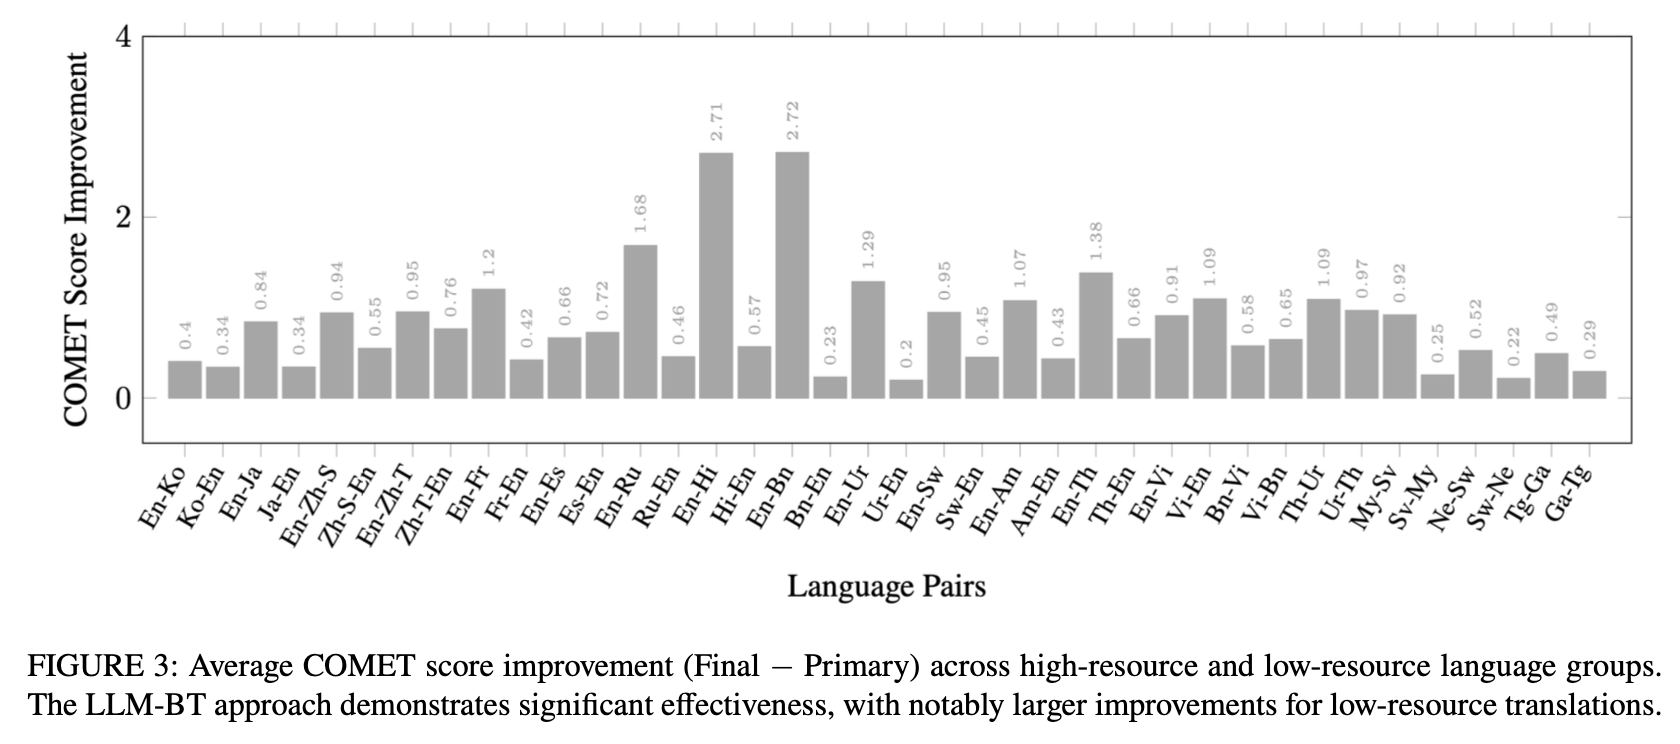 COMET Score Improvement
4
2
0
0.4
0.34
0.84
0.34
0.94
0.55
0.95
0.76
1.2
0.42
0.66
0.72
1.68
0.46
2.71
0.57
2.72
0.23
1.29
0.2
0.95
0.45
1.07
0.43
1.38
0.66
0.91
1.09
0.58
0.65
1.09
0.97
0.92
0.25
0.52
0.22
0.49
0.29
En-Ko
Ko-En
En-Ja
Ja-En
En-Zh-S
Zh-S-En
En-Zh-T
Zh-T-En
En-Fr
Fr-En
En-Es
Es-En
En-Ru
Ru-En
En-Hi
Hi-En
En-Bn
Bn-En
En-Ur
Ur-En
En-Sw
Sw-En
En-Am
Am-En
En-Th
Th-En
En-Vi
Vi-En
Bn-Vi
Vi-Bn
Th-Ur
Ur-Th
My-Sv
Sv-My
Ne-Sw
Sw-Ne
Tg-Ga
Ga-Tg
Language Pairs
FIGURE 3: Average COMET score improvement (Final − Primary) across high-resource and low-resource language groups.
The LLM-BT approach demonstrates significant effectiveness, with notably larger improvements for low-resource translations.